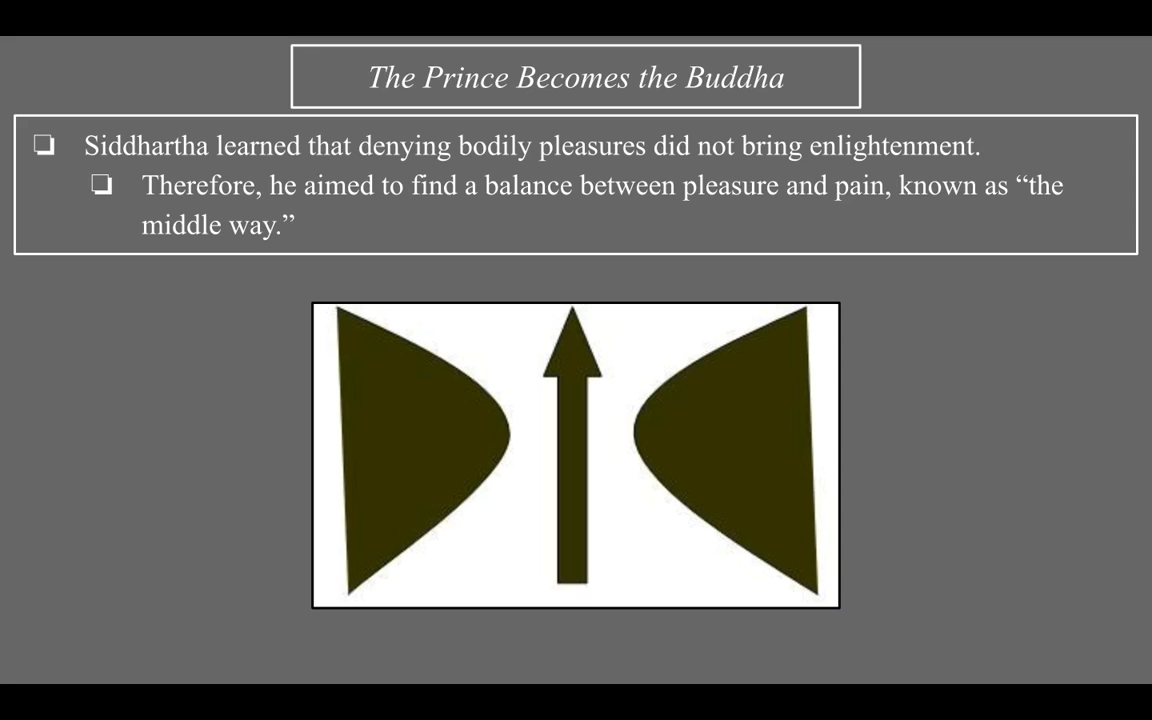 The Prince Becomes the Buddha
❏ Siddhartha learned that denying bodily pleasures did not bring enlightenment.
❏ Therefore, he aimed to find a balance between pleasure and pain, known as “the
middle way.”